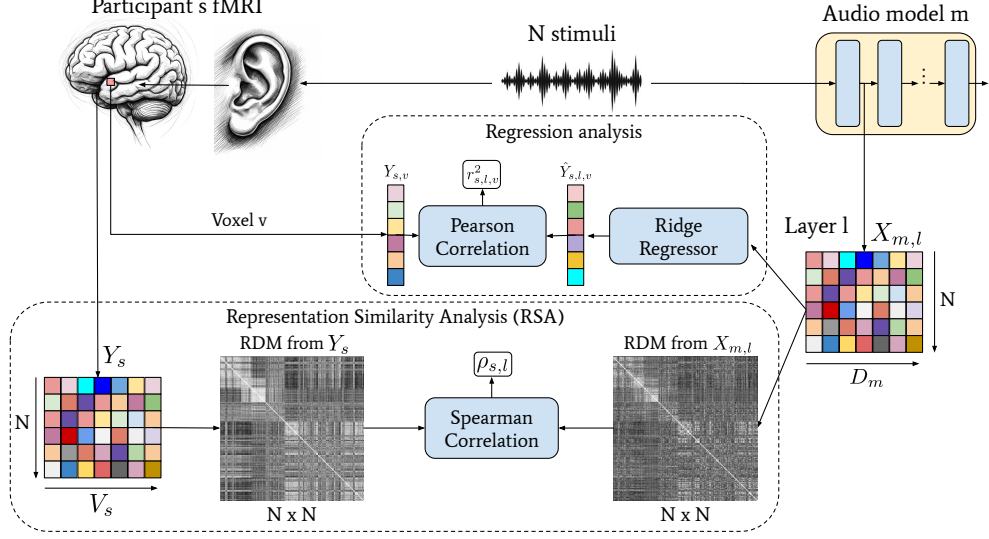 Participant s fMRI
Audio model m
N stimuli
Regression analysis
Y_{s,v}
r^2_{s,l,v}
Ŷ_{s,l,v}
Voxel v
Pearson
Correlation
Ridge
Regressor
Layer l
X_{m,l}
N
D_m
Representation Similarity Analysis (RSA)
Y_s
RDM from Y_s
ρ_{s,l}
RDM from X_{m,l}
N
Spearman
Correlation
V_s
N x N
N x N